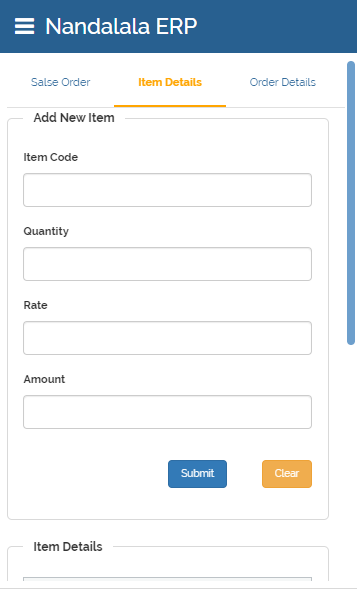 Nandalala ERP
Salse Order Item Details Order Details
Add New Item
Item Code
Quantity
Rate
Amount
Submit Clear
Item Details